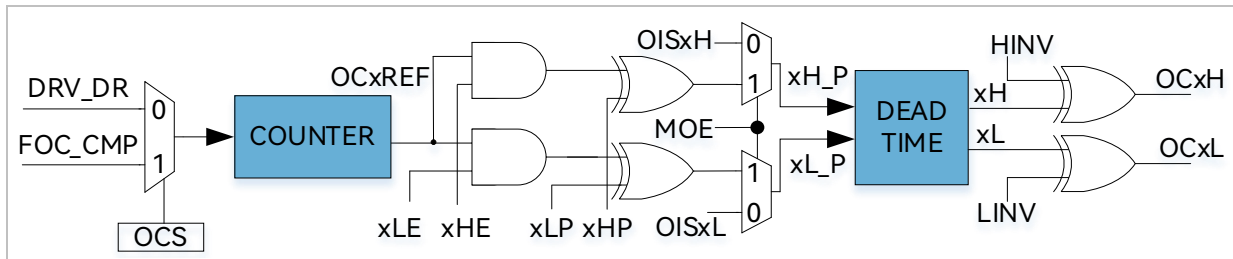 DRV_DR
FOC_CMP
0
1
OCS
COUNTER
OCxREF
xLE
xHE
xLP
xHP
OISxH
0
1
MOE
1
0
OISxL
xH_P
xL_P
DEAD
TIME
xH
xL
HINV
LINV
OCxH
OCxL